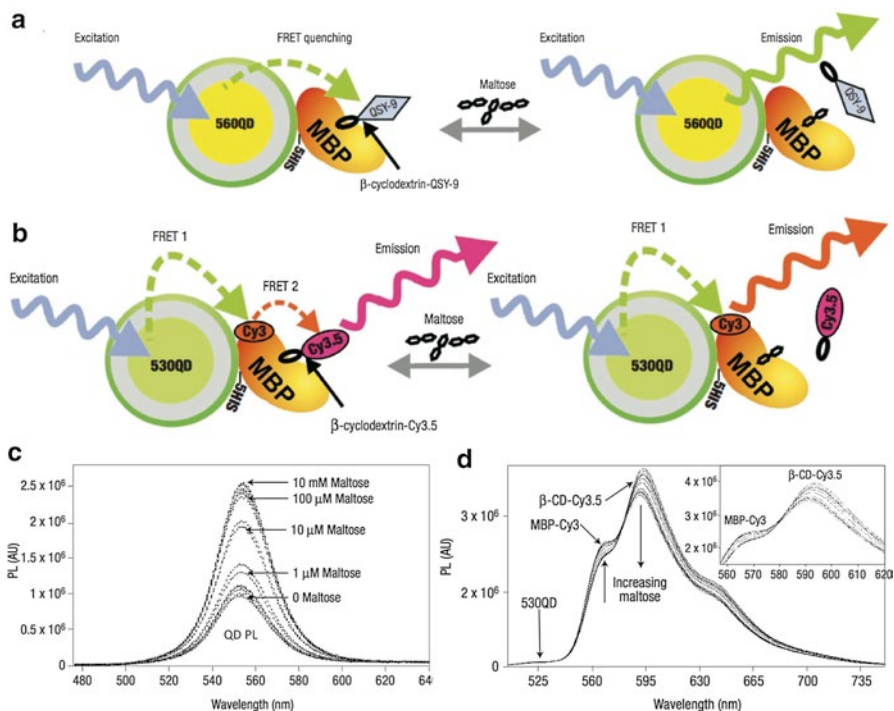 a
Excitation
FRET quenching
560QD
MBP
5HIS
QSY-9
β-cyclodextrin-QSY-9
Maltose
Excitation
Emission
560QD
MBP
5HIS
QSY-9
b
Excitation
FRET 1
FRET 2
Emission
530QD
Cy3
MBP
Cy3.5
5HIS
β-cyclodextrin-Cy3.5
Maltose
Excitation
FRET 1
Emission
530QD
Cy3
MBP
Cy3.5
5HIS
c
PL (AU)
2.5 x 10⁶
2 x 10⁶
1.5 x 10⁶
1 x 10⁶
0.5 x 10⁶
0
10 mM Maltose
100 µM Maltose
10 µM Maltose
1 µM Maltose
0 Maltose
QD PL
480 500 520 540 560 580 600 620 640
Wavelength (nm)
d
PL (AU)
3 x 10⁶
2 x 10⁶
1 x 10⁶
0
β-CD-Cy3.5
MBP-Cy3
530QD
Increasing
maltose
525 560 595 630 665 700 735
Wavelength (nm)
4 x 10⁶
3 x 10⁶
2 x 10⁶
β-CD-Cy3.5
MBP-Cy3
560 570 580 590 600 610 620